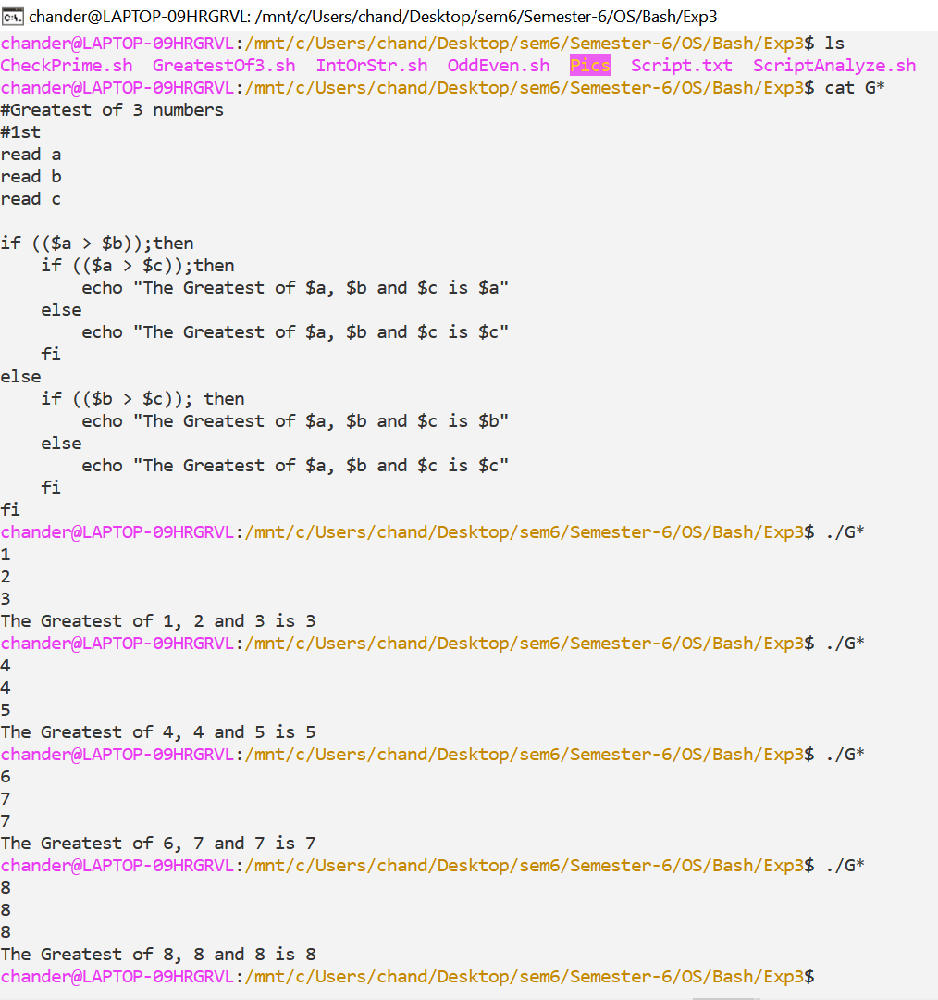 chander@LAPTOP-09HRGRVL: /mnt/c/Users/chand/Desktop/sem6/Semester-6/OS/Bash/Exp3
chander@LAPTOP-09HRGRVL:/mnt/c/Users/chand/Desktop/sem6/Semester-6/OS/Bash/Exp3$ ls
CheckPrime.sh  GreatestOf3.sh  IntOrStr.sh  OddEven.sh  Pics  Script.txt  ScriptAnalyze.sh
chander@LAPTOP-09HRGRVL:/mnt/c/Users/chand/Desktop/sem6/Semester-6/OS/Bash/Exp3$ cat G*
#Greatest of 3 numbers
#1st
read a
read b
read c

if (($a > $b));then
    if (($a > $c));then
        echo "The Greatest of $a, $b and $c is $a"
    else
        echo "The Greatest of $a, $b and $c is $c"
    fi
else
    if (($b > $c)); then
        echo "The Greatest of $a, $b and $c is $b"
    else
        echo "The Greatest of $a, $b and $c is $c"
    fi
fi
chander@LAPTOP-09HRGRVL:/mnt/c/Users/chand/Desktop/sem6/Semester-6/OS/Bash/Exp3$ ./G*
1
2
3
The Greatest of 1, 2 and 3 is 3
chander@LAPTOP-09HRGRVL:/mnt/c/Users/chand/Desktop/sem6/Semester-6/OS/Bash/Exp3$ ./G*
4
4
5
The Greatest of 4, 4 and 5 is 5
chander@LAPTOP-09HRGRVL:/mnt/c/Users/chand/Desktop/sem6/Semester-6/OS/Bash/Exp3$ ./G*
6
7
7
The Greatest of 6, 7 and 7 is 7
chander@LAPTOP-09HRGRVL:/mnt/c/Users/chand/Desktop/sem6/Semester-6/OS/Bash/Exp3$ ./G*
8
8
8
The Greatest of 8, 8 and 8 is 8
chander@LAPTOP-09HRGRVL:/mnt/c/Users/chand/Desktop/sem6/Semester-6/OS/Bash/Exp3$